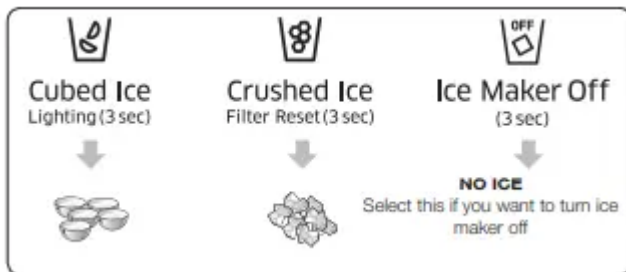 OFF
Cubed Ice
Lighting(3 sec)
Crushed Ice
Filter Reset(3 sec)
Ice Maker Off
(3 sec)
NO ICE
Select this if you want to turn ice
maker off